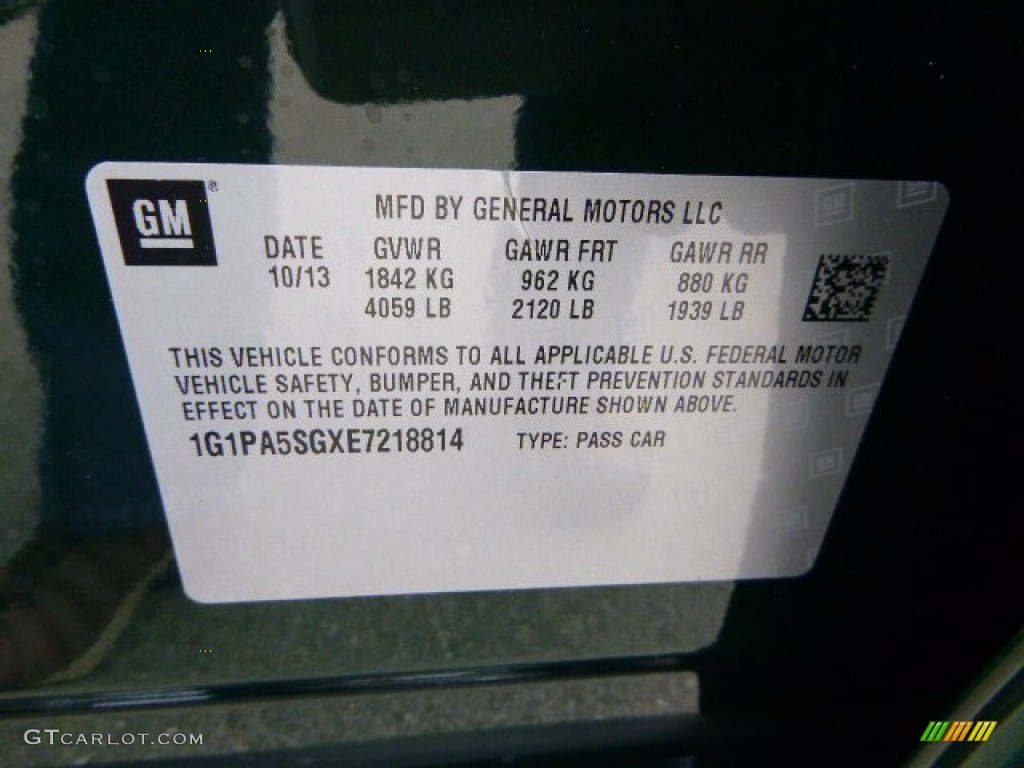 GM ®
MFD BY GENERAL MOTORS LLC
DATE GVWR GAWR FRT GAWR RR
10/13 1842 KG 962 KG 880 KG
4059 LB 2120 LB 1939 LB
THIS VEHICLE CONFORMS TO ALL APPLICABLE U.S. FEDERAL MOTOR
VEHICLE SAFETY, BUMPER, AND THEFT PREVENTION STANDARDS IN
EFFECT ON THE DATE OF MANUFACTURE SHOWN ABOVE.
1G1PA5SGXE7218814 TYPE: PASS CAR
GTCARLOT.COM